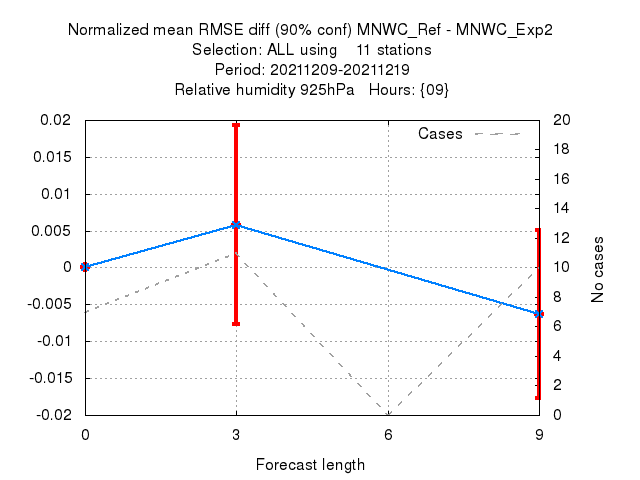 Normalized mean RMSE diff (90% conf) MNWC_Ref - MNWC_Exp2
Selection: ALL using    11 stations
Period: 20211209-20211219
Relative humidity 925hPa   Hours: {09}
Cases
0.02
0.015
0.01
0.005
0
-0.005
-0.01
-0.015
-0.02
20
18
16
14
12
10
8
6
4
2
0
No cases
0 3 6 9
Forecast length